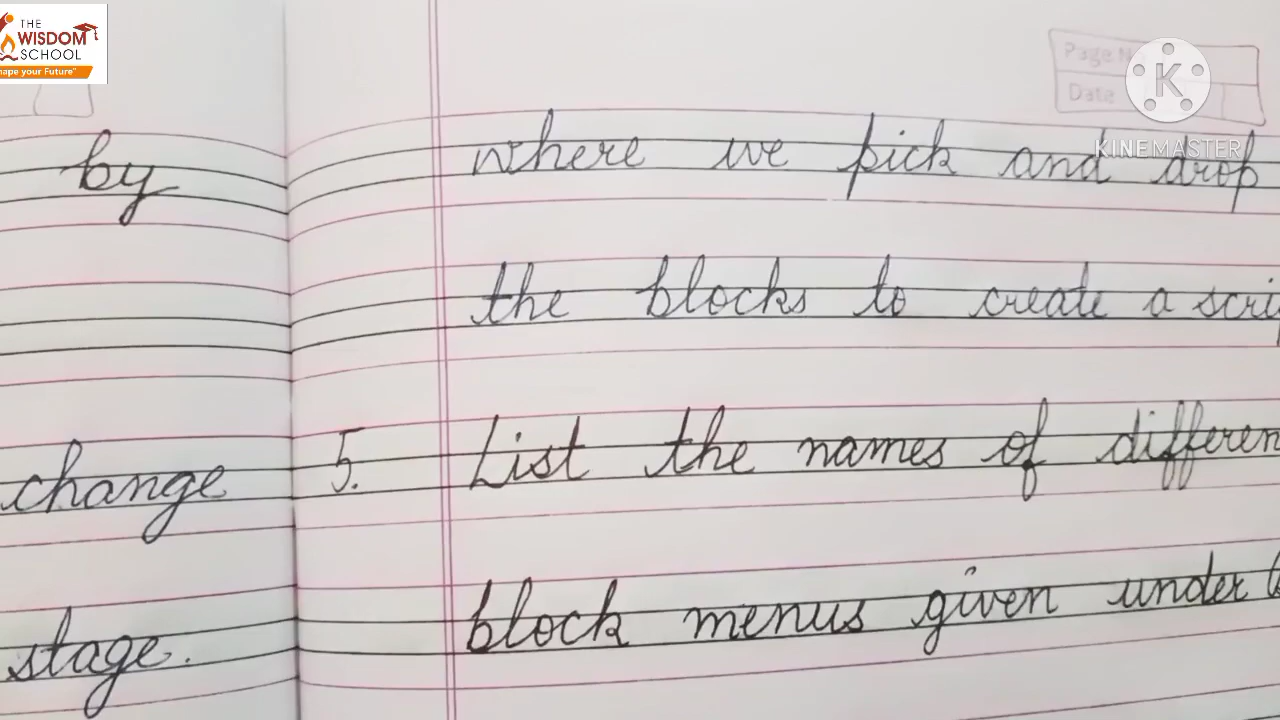 THE
WISDOM
SCHOOL
hape your Future"
by
change
stage.
Page N
Date
KINEMASTER
where we pick and drop
the blocks to create a scrip
5. List the names of differen
block menus given under